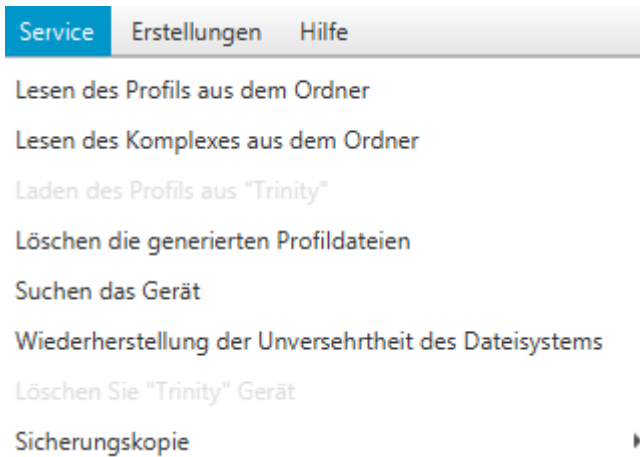 Service Erstellungen Hilfe
Lesen des Profils aus dem Ordner
Lesen des Komplexes aus dem Ordner
Laden des Profils aus "Trinity"
Löschen die generierten Profildateien
Suchen das Gerät
Wiederherstellung der Unversehrtheit des Dateisystems
Löschen Sie "Trinity" Gerät
Sicherungskopie